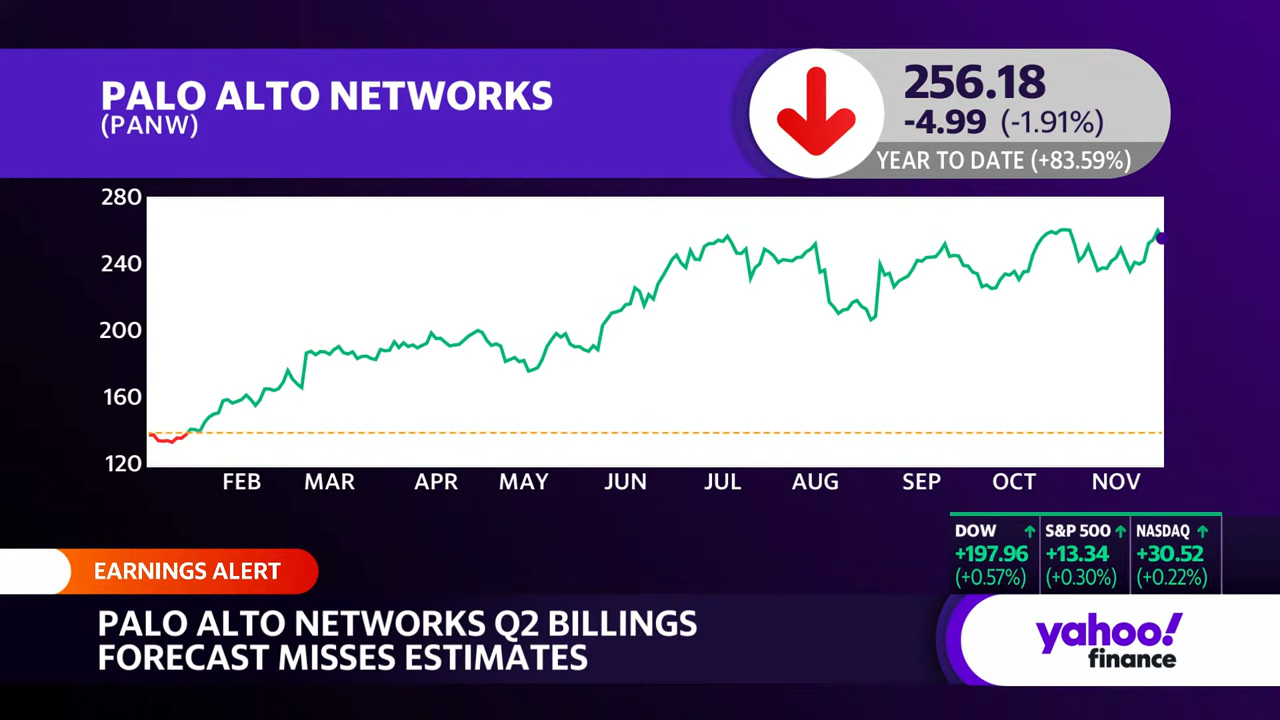 PALO ALTO NETWORKS
(PANW)
256.18
-4.99 (-1.91%)
YEAR TO DATE (+83.59%)
280
240
200
160
120
FEB MAR APR MAY JUN JUL AUG SEP OCT NOV
DOW S&P 500 NASDAQ
+197.96 +13.34 +30.52
(+0.57%) (+0.30%) (+0.22%)
EARNINGS ALERT
PALO ALTO NETWORKS Q2 BILLINGS
FORECAST MISSES ESTIMATES
yahoo!
finance